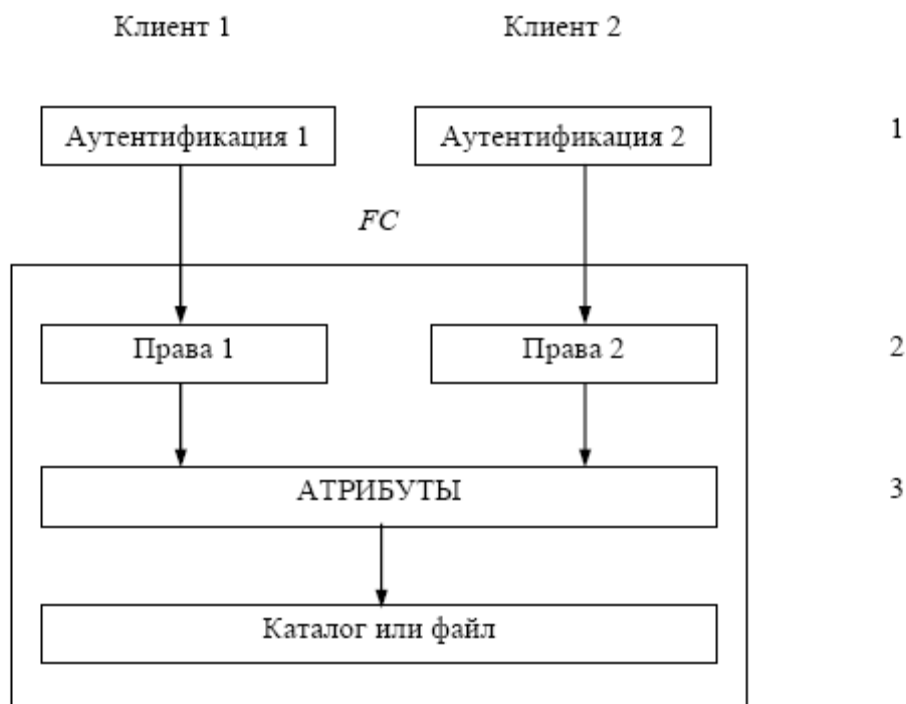 Клиент 1 Клиент 2
Аутентификация 1 Аутентификация 2 1
FC
Права 1 Права 2 2
АТРИБУТЫ 3
Каталог или файл